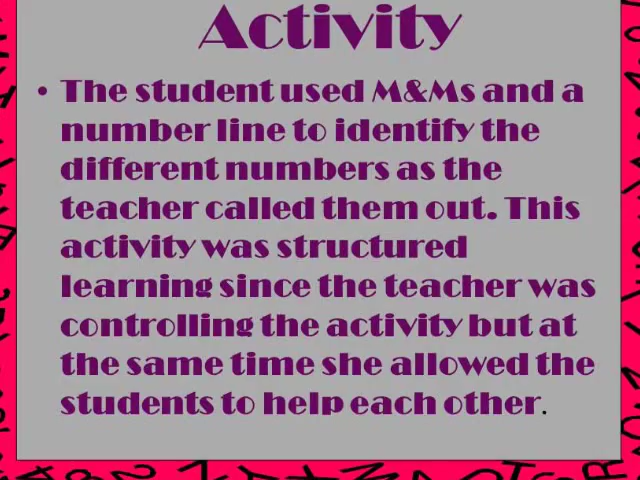 Activity
• The student used M&Ms and a
number line to identify the
different numbers as the
teacher called them out. This
activity was structured
learning since the teacher was
controlling the activity but at
the same time she allowed the
students to help each other.